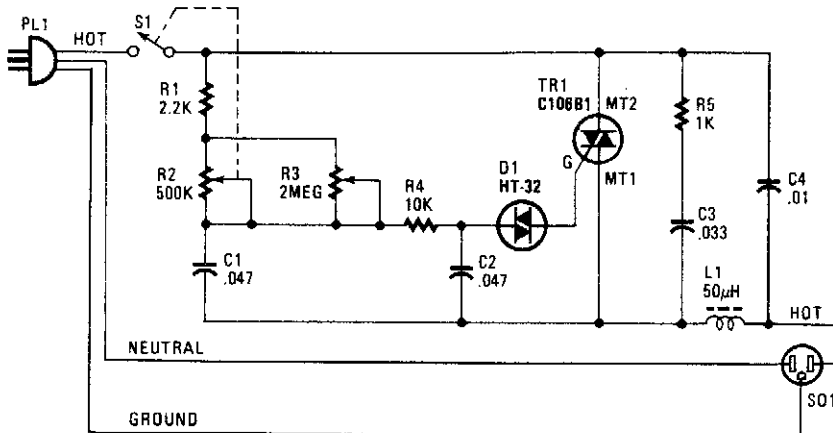 PL1
HOT
S1
R1
2.2K
TR1
C106B1
MT2
R5
1K
R2
500K
R3
2MEG
R4
10K
D1
HT-32
G
MT1
C4
.01
C1
.047
C2
.047
C3
.033
L1
50μH
HOT
NEUTRAL
SO1
GROUND